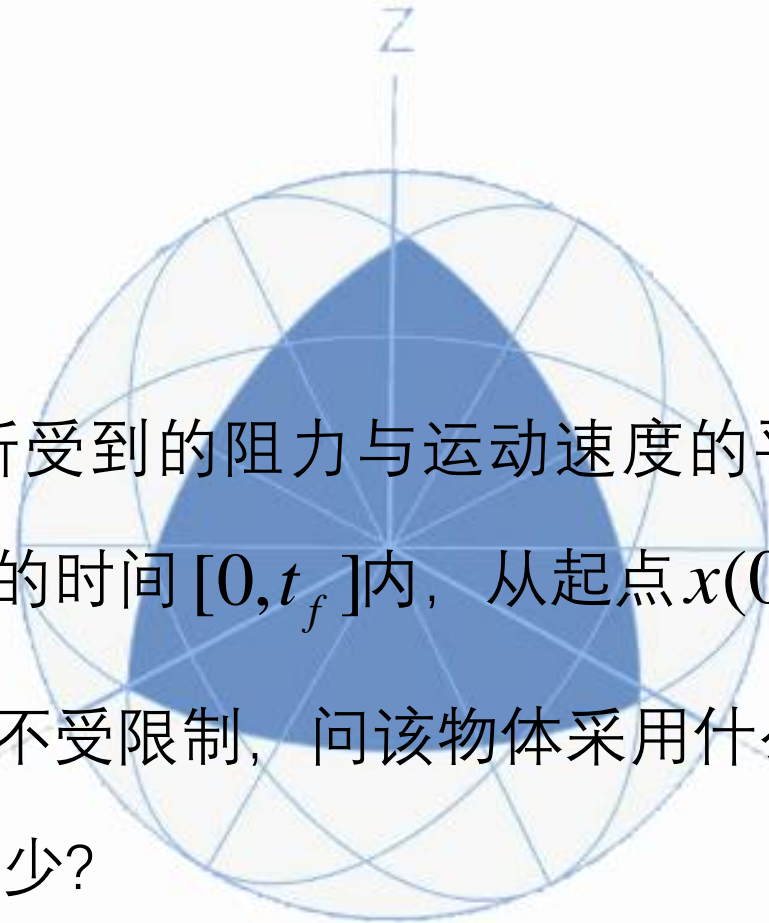 Z
所受到的阻力与运动速度的平
的时间[0,t_f]内，从起点x(0
不受限制，问该物体采用什么
少？